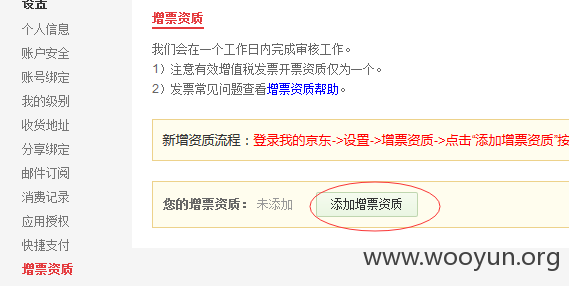 设置
个人信息
账户安全
账号绑定
我的级别
收货地址
分享绑定
邮件订阅
消费记录
应用授权
快捷支付
增票资质
增票资质
我们会在一个工作日内完成审核工作。
1）注意有效增值税发票开票资质仅为一个。
2）发票常见问题查看增票资质帮助。
新增资质流程：登录我的京东->设置->增票资质->点击“添加增票资质”按
您的增票资质： 未添加 添加增票资质
www.wooyun.org